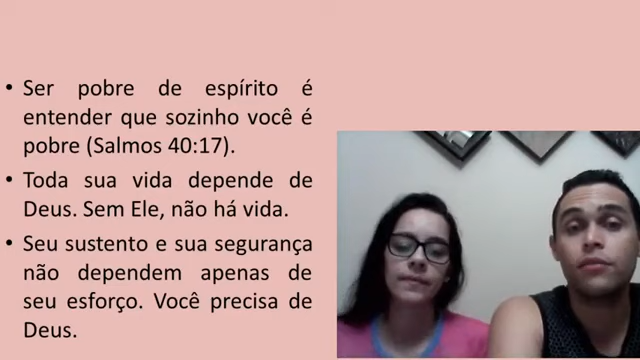 • Ser pobre de espírito é
entender que sozinho você é
pobre (Salmos 40:17).
• Toda sua vida depende de
Deus. Sem Ele, não há vida.
• Seu sustento e sua segurança
não dependem apenas de
seu esforço. Você precisa de
Deus.